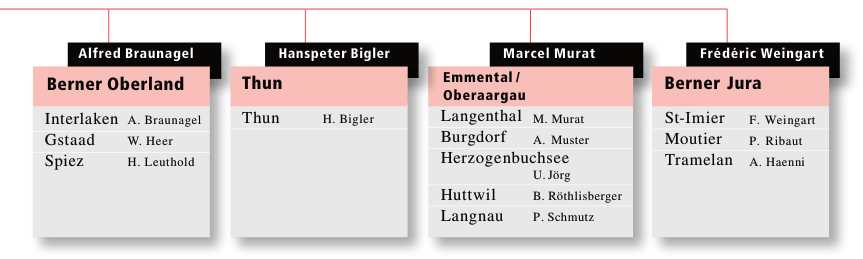 Alfred Braunagel
Berner Oberland
Interlaken A. Braunagel
Gstaad W. Heer
Spiez H. Leuthold
Hanspeter Bigler
Thun
Thun H. Bigler
Marcel Murat
Emmental /
Oberaargau
Langenthal M. Murat
Burgdorf A. Muster
Herzogenbuchsee
U. Jörg
Huttwil B. Röthlisberger
Langnau P. Schmutz
Frédéric Weingart
Berner Jura
St-Imier F. Weingart
Moutier P. Ribaut
Tramelan A. Haenni